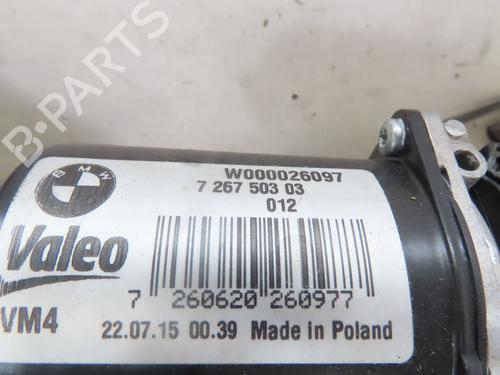 B-PARTS
BMW
W000026097
7 267 503 03
012
Valeo
7 260620 260977
VM4
22.07.15 00.39 Made in Poland